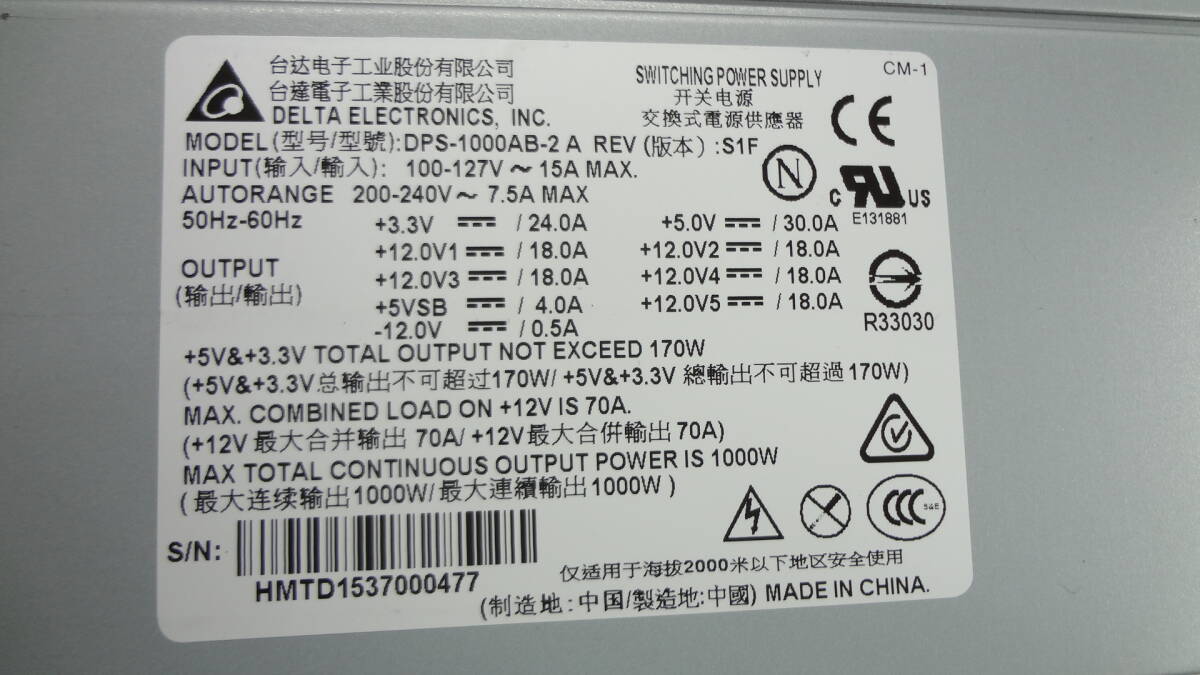 台达电子工业股份有限公司
台達電子工業股份有限公司
DELTA ELECTRONICS, INC.
SWITCHING POWER SUPPLY
开关电源
交換式電源供應器
CM-1
CE
MODEL (型号/型號):DPS-1000AB-2 A REV (版本) :S1F
INPUT(输入/輸入): 100-127V ~ 15A MAX.
AUTORANGE 200-240V ~ 7.5A MAX
50Hz-60Hz
N
C RU US
E131881
OUTPUT
(输出/輸出)
+3.3V ⎓ / 24.0A +5.0V ⎓ / 30.0A
+12.0V1 ⎓ / 18.0A +12.0V2 ⎓ / 18.0A
+12.0V3 ⎓ / 18.0A +12.0V4 ⎓ / 18.0A
+5VSB ⎓ / 4.0A +12.0V5 ⎓ / 18.0A
-12.0V ⎓ / 0.5A
R33030
+5V&+3.3V TOTAL OUTPUT NOT EXCEED 170W
(+5V&+3.3V总输出不可超过170W/ +5V&+3.3V 總輸出不可超過170W)
MAX. COMBINED LOAD ON +12V IS 70A.
(+12V 最大合并输出 70A/ +12V最大合併輸出70A)
MAX TOTAL CONTINUOUS OUTPUT POWER IS 1000W
(最大连续输出1000W/最大連續輸出1000W)
CCC S&E
S/N:
HMTD1537000477
仅适用于海拔2000米以下地区安全使用
(制造地:中国/製造地:中國) MADE IN CHINA.